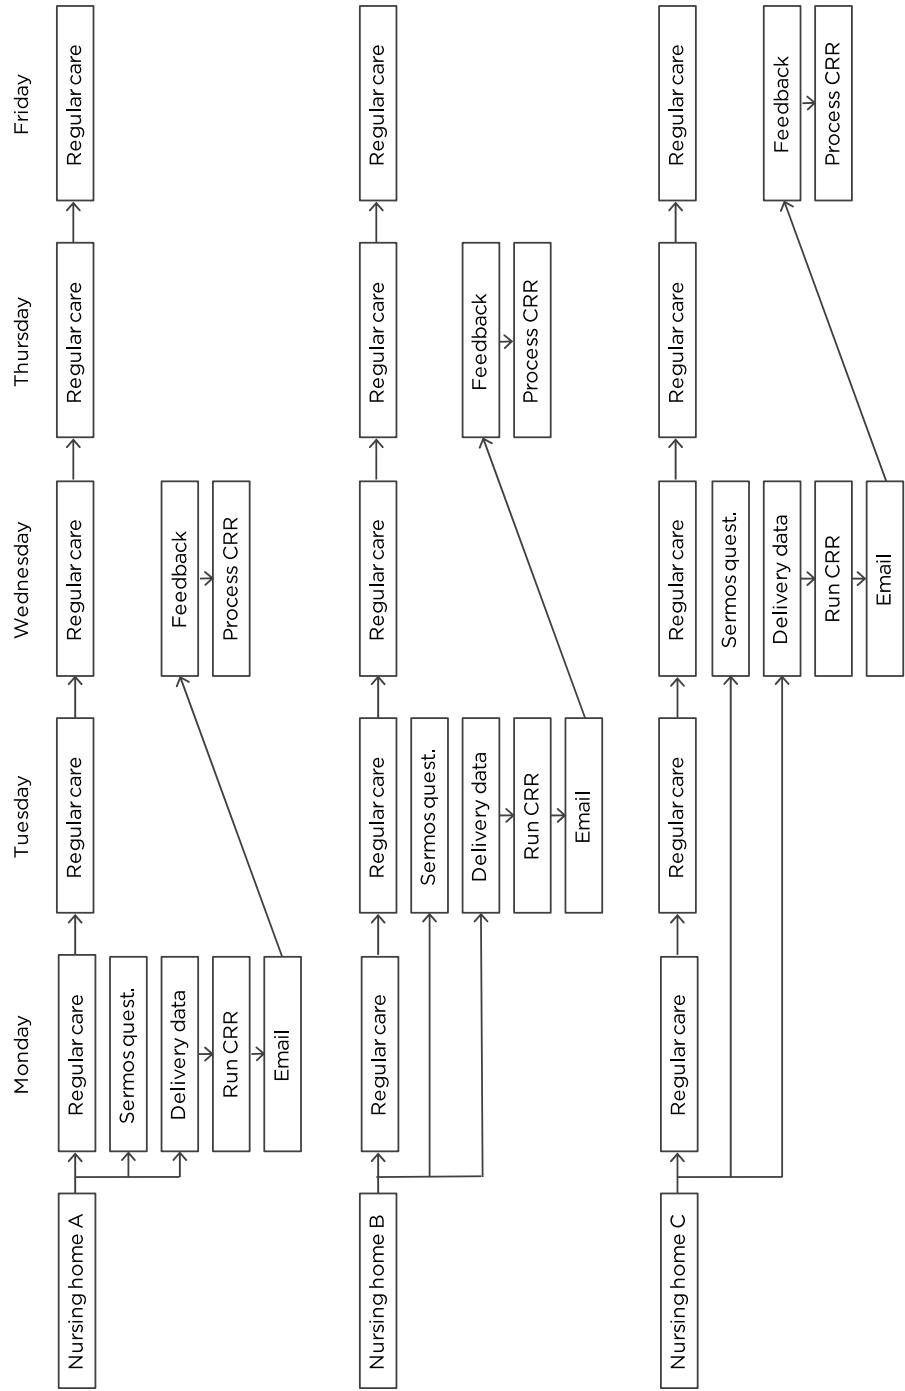 Monday
Tuesday
Wednesday
Thursday
Friday
Nursing home A
Regular care
Regular care
Regular care
Regular care
Regular care
Sermos quest.
Delivery data
Feedback
Run CRR
Process CRR
Email
Nursing home B
Regular care
Regular care
Regular care
Regular care
Regular care
Sermos quest.
Delivery data
Feedback
Run CRR
Process CRR
Email
Nursing home C
Regular care
Regular care
Regular care
Regular care
Regular care
Sermos quest.
Delivery data
Feedback
Run CRR
Process CRR
Email